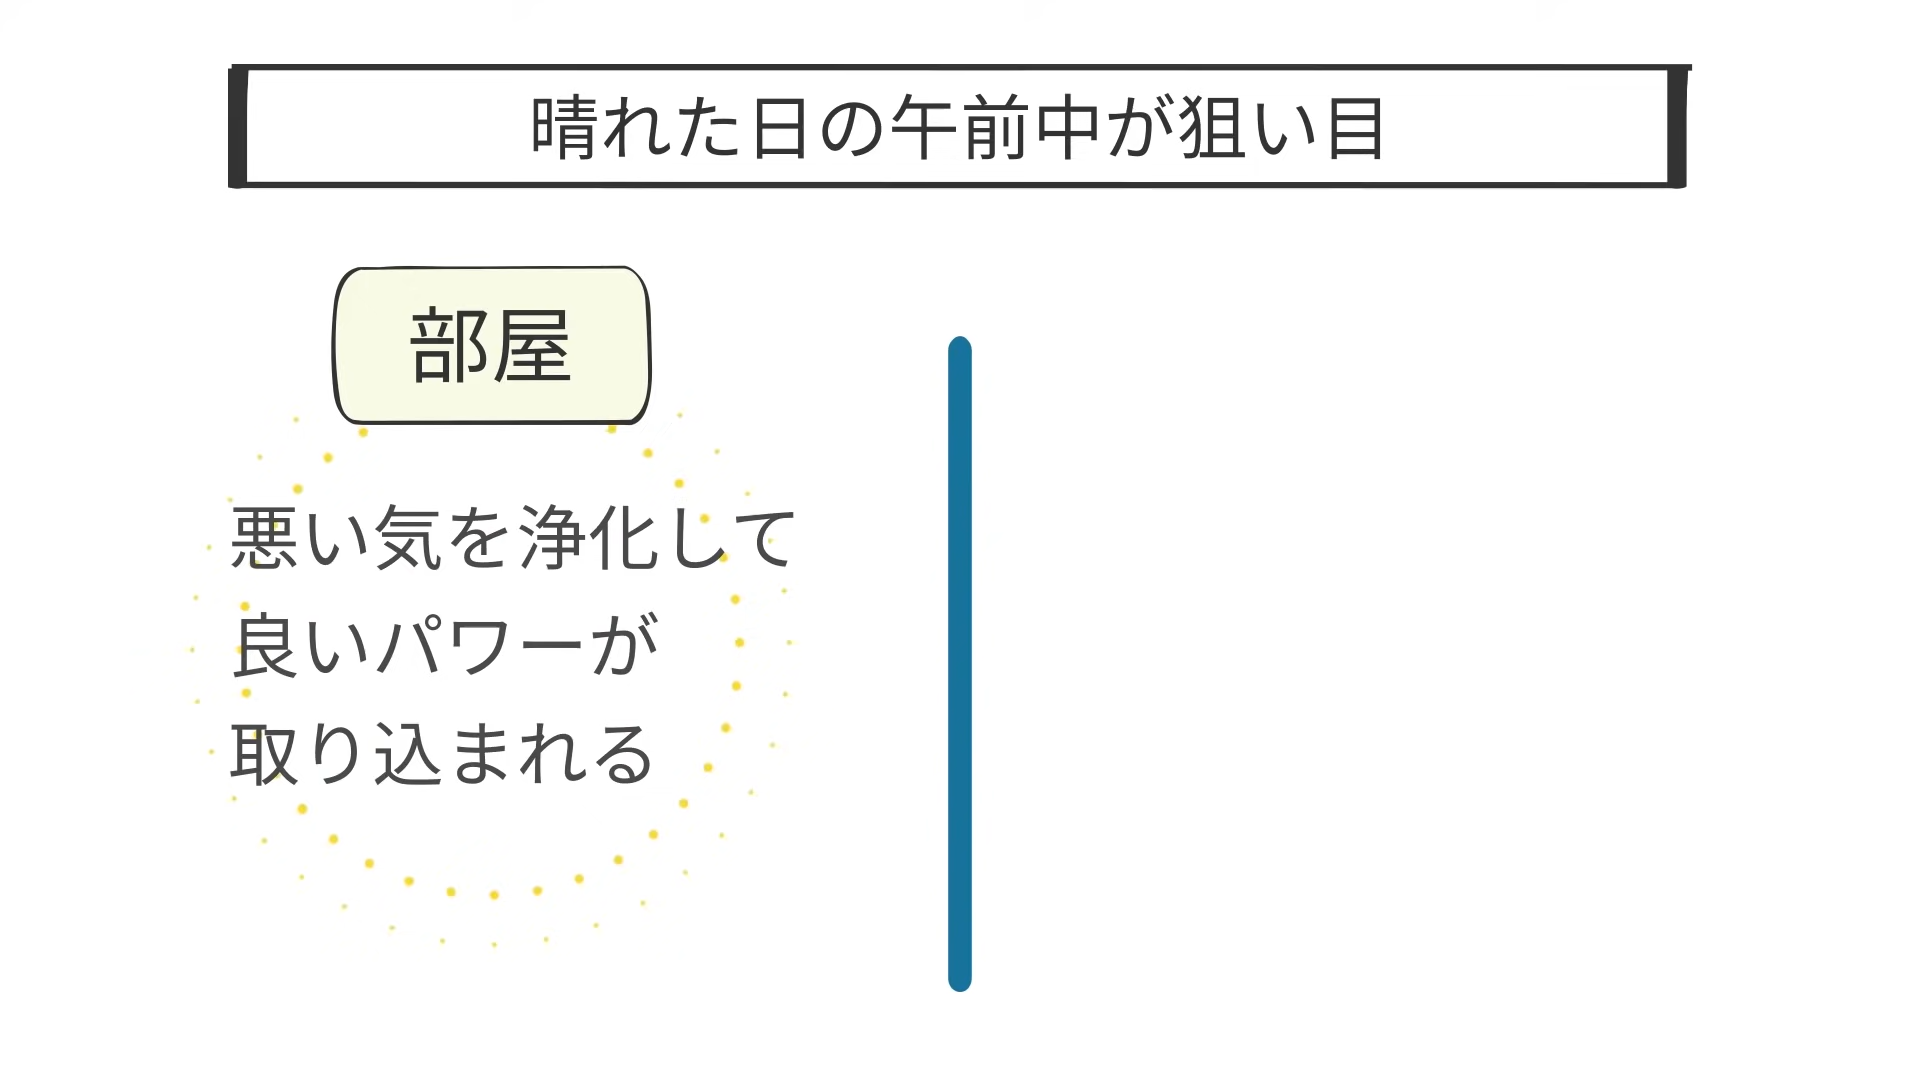 晴れた日の午前中が狙い目
部屋
悪い気を浄化して
良いパワーが
取り込まれる